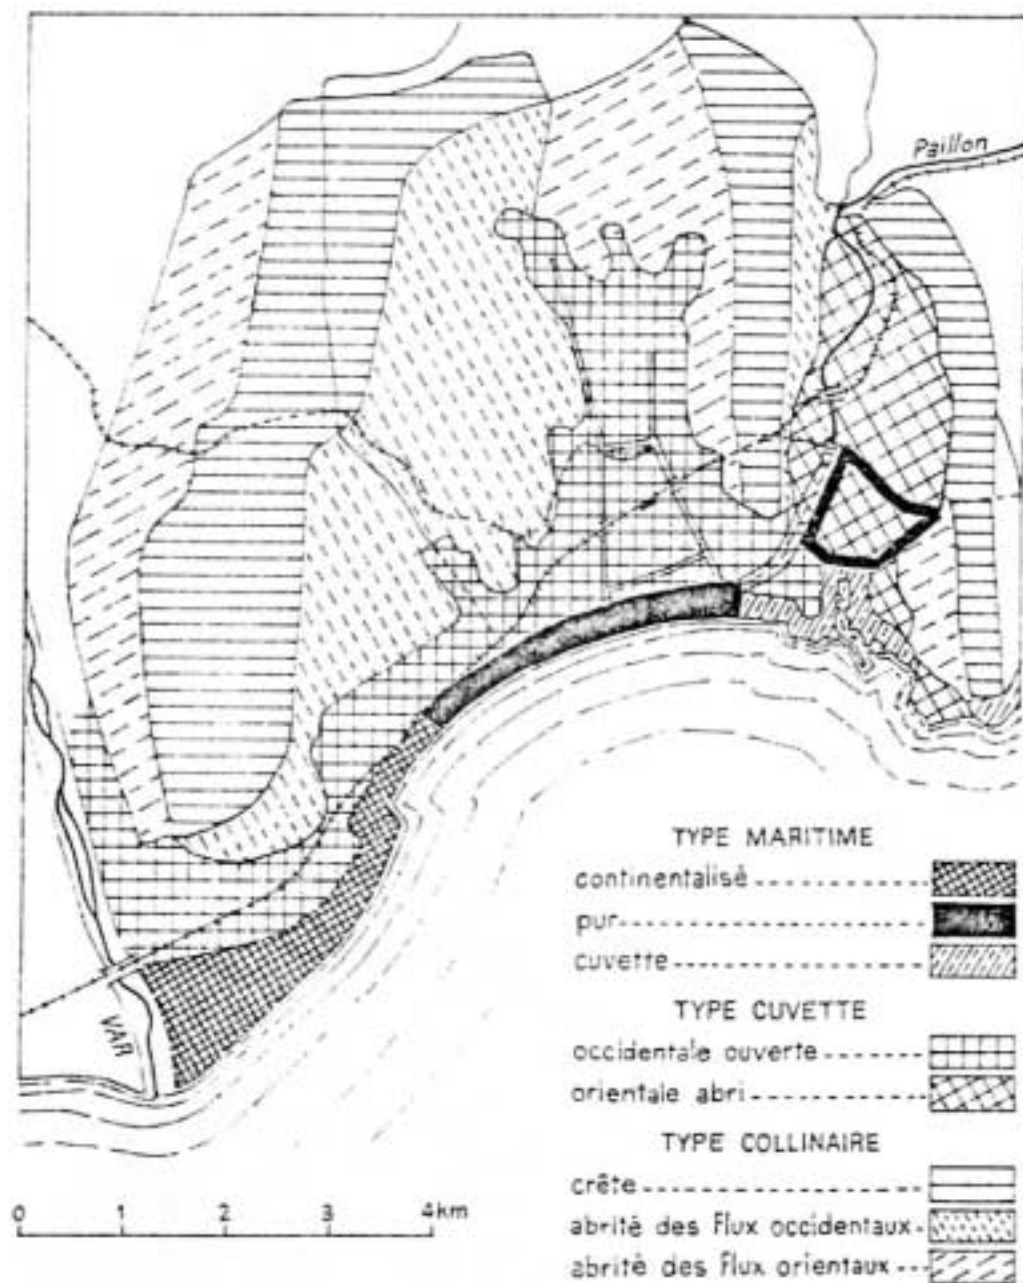 Paillon
VAR
TYPE MARITIME
continentalisé
pur
cuvette
TYPE CUVETTE
occidentale ouverte
orientale abri
TYPE COLLINAIRE
crête
abrité des Flux occidentaux
abrité des Flux orientaux
0 1 2 3 4km